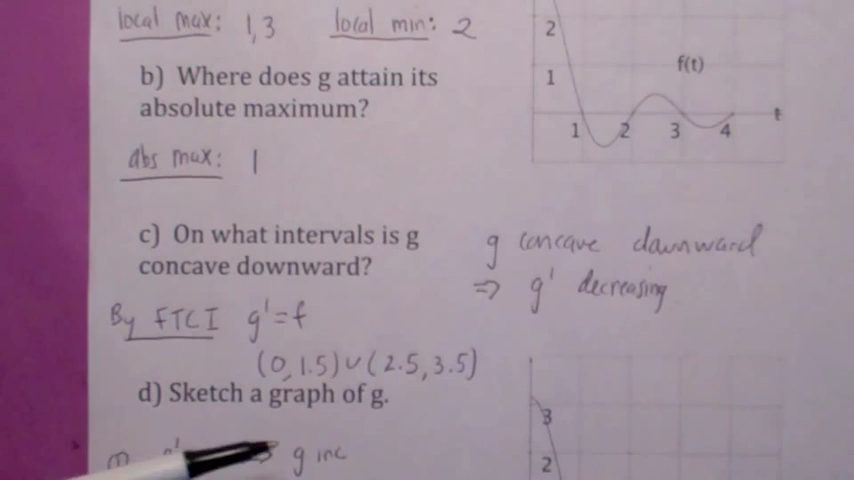 local max: 1,3 local min: 2
b) Where does g attain its
absolute maximum?
abs max: 1
2
1
f(t)
1 2 3 4 t
c) On what intervals is g
concave downward?
g concave downward
⇒ g' decreasing
By FTCI g' = f
(0, 1.5) ∪ (2.5, 3.5)
d) Sketch a graph of g.
g inc
3
2